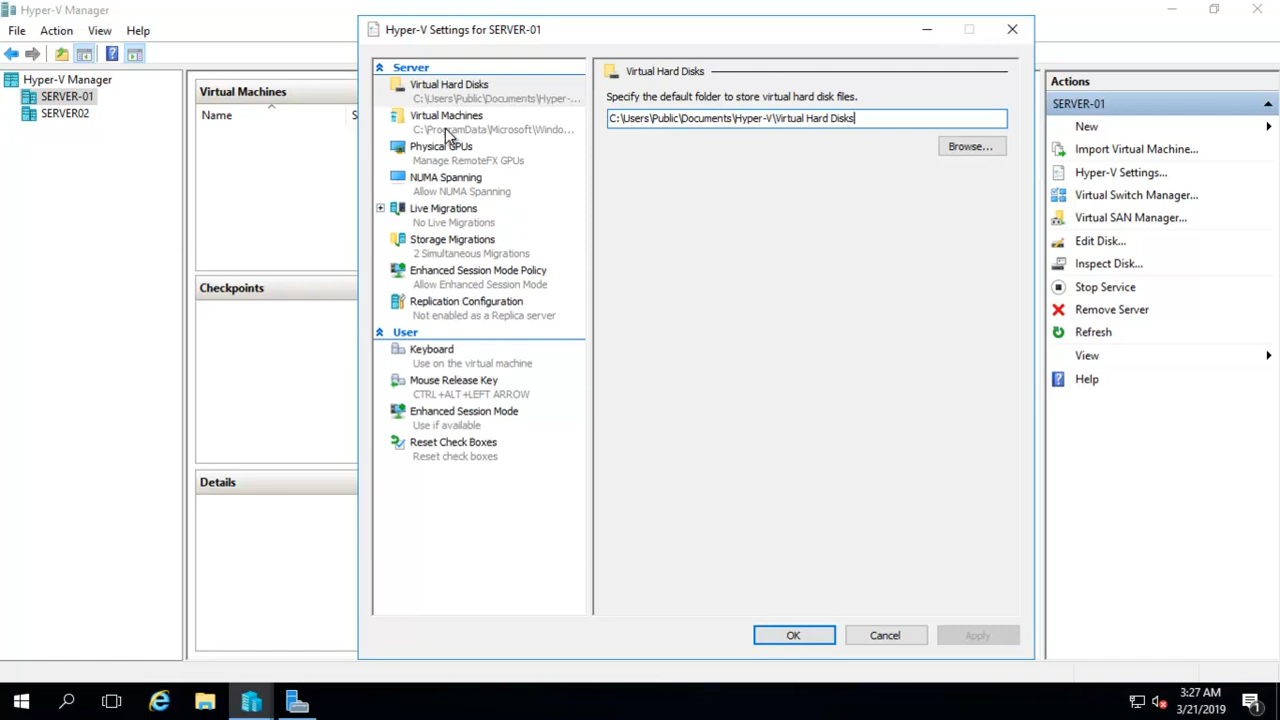 Hyper-V Manager
File Action View Help
Hyper-V Manager
SERVER-01
SERVER02
Virtual Machines
Name S
Checkpoints
Details
Hyper-V Settings for SERVER-01
Server
Virtual Hard Disks
C:\Users\Public\Documents\Hyper-...
Virtual Machines
C:\ProgramData\Microsoft\Windo...
Physical GPUs
Manage RemoteFX GPUs
NUMA Spanning
Allow NUMA Spanning
Live Migrations
No Live Migrations
Storage Migrations
2 Simultaneous Migrations
Enhanced Session Mode Policy
Allow Enhanced Session Mode
Replication Configuration
Not enabled as a Replica server
User
Keyboard
Use on the virtual machine
Mouse Release Key
CTRL+ALT+LEFT ARROW
Enhanced Session Mode
Use if available
Reset Check Boxes
Reset check boxes
Virtual Hard Disks
Specify the default folder to store virtual hard disk files.
C:\Users\Public\Documents\Hyper-V\Virtual Hard Disks
Browse...
OK Cancel Apply
Actions
SERVER-01
New
Import Virtual Machine...
Hyper-V Settings...
Virtual Switch Manager...
Virtual SAN Manager...
Edit Disk...
Inspect Disk...
Stop Service
Remove Server
Refresh
View
Help
3:27 AM
3/21/2019
1